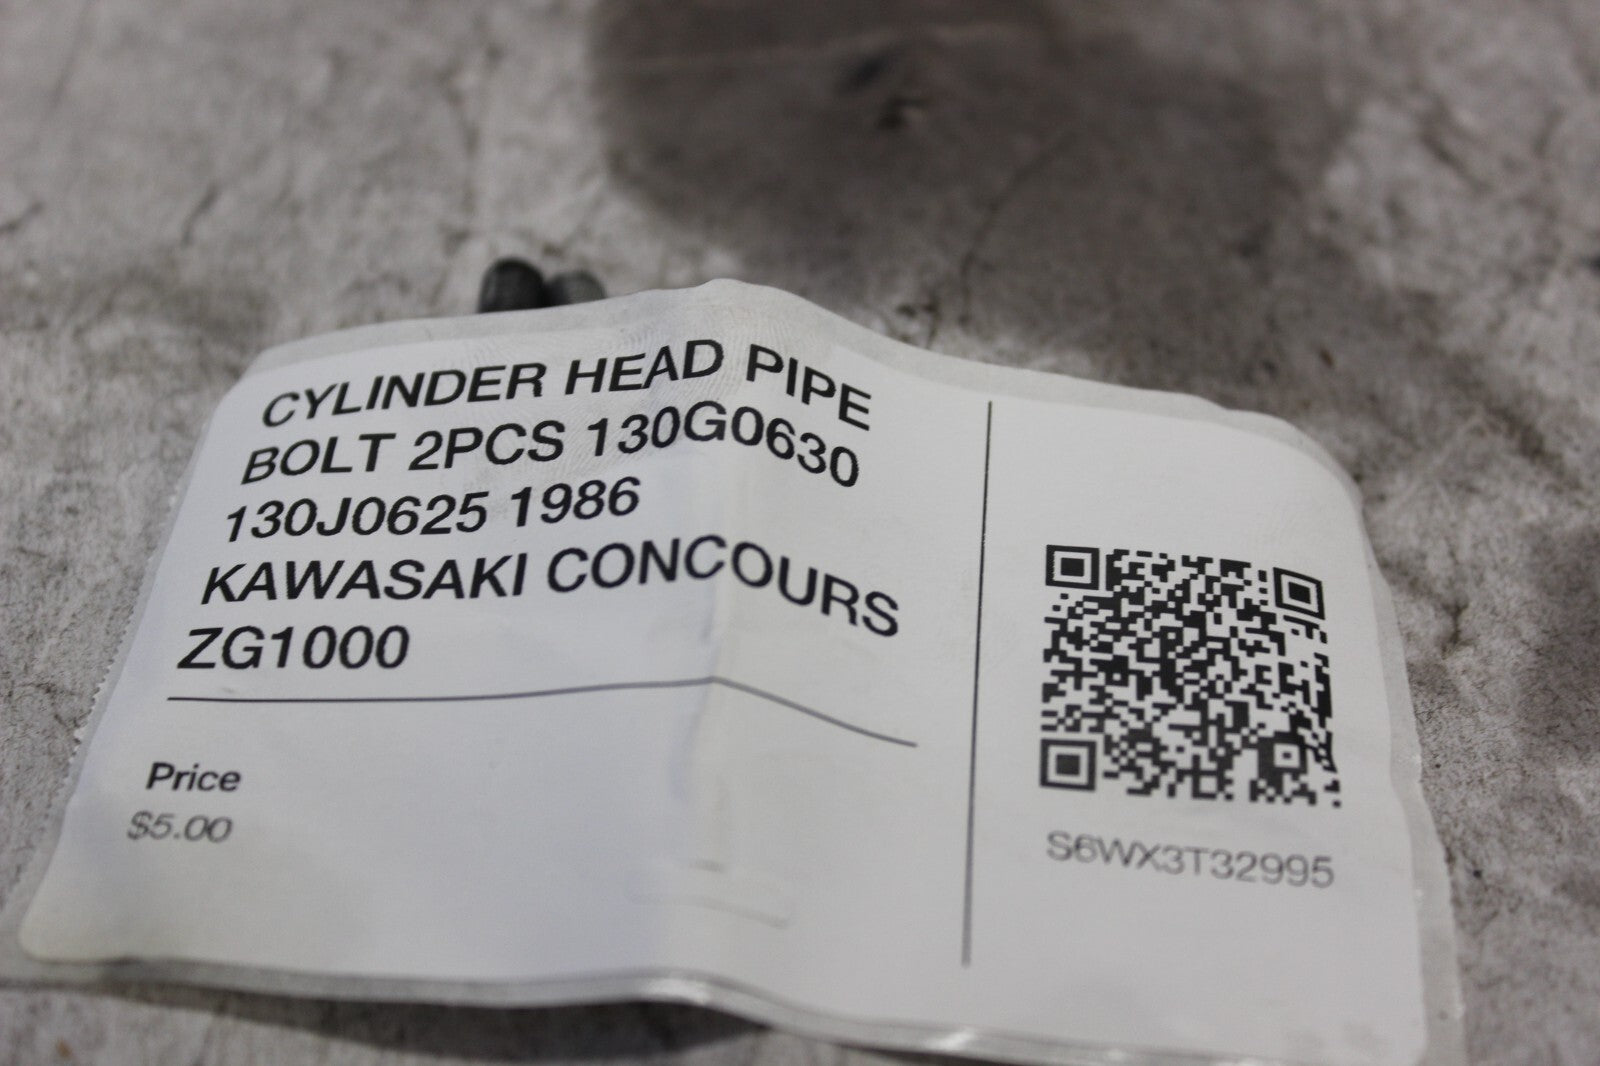 CYLINDER HEAD PIPE
BOLT 2PCS 130G0630
130J0625 1986
KAWASAKI CONCOURS
ZG1000
Price
$5.00
S6WX3T32995